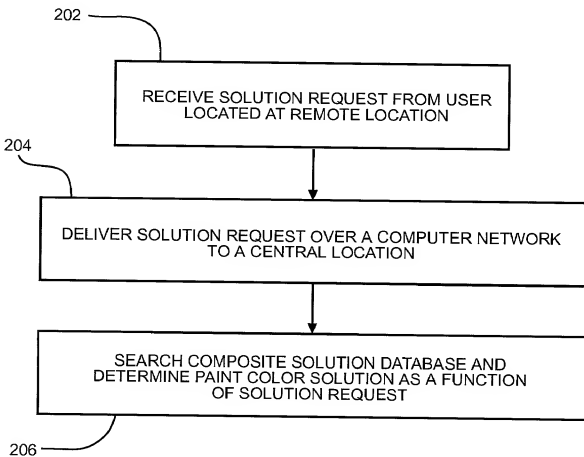 202
RECEIVE SOLUTION REQUEST FROM USER
LOCATED AT REMOTE LOCATION
204
DELIVER SOLUTION REQUEST OVER A COMPUTER NETWORK
TO A CENTRAL LOCATION
SEARCH COMPOSITE SOLUTION DATABASE AND
DETERMINE PAINT COLOR SOLUTION AS A FUNCTION
OF SOLUTION REQUEST
206